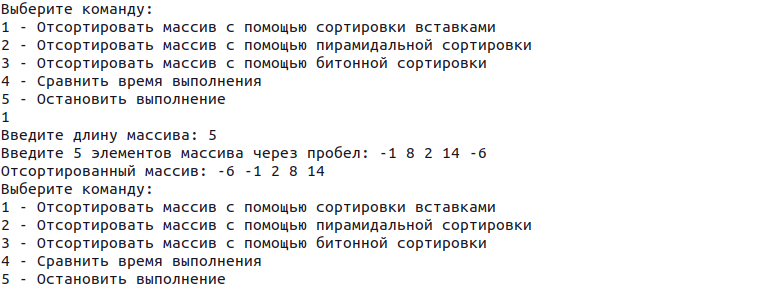 Выберите команду:
1 - Отсортировать массив с помощью сортировки вставками
2 - Отсортировать массив с помощью пирамидальной сортировки
3 - Отсортировать массив с помощью битонной сортировки
4 - Сравнить время выполнения
5 - Остановить выполнение
1
Введите длину массива: 5
Введите 5 элементов массива через пробел: -1 8 2 14 -6
Отсортированный массив: -6 -1 2 8 14
Выберите команду:
1 - Отсортировать массив с помощью сортировки вставками
2 - Отсортировать массив с помощью пирамидальной сортировки
3 - Отсортировать массив с помощью битонной сортировки
4 - Сравнить время выполнения
5 - Остановить выполнение